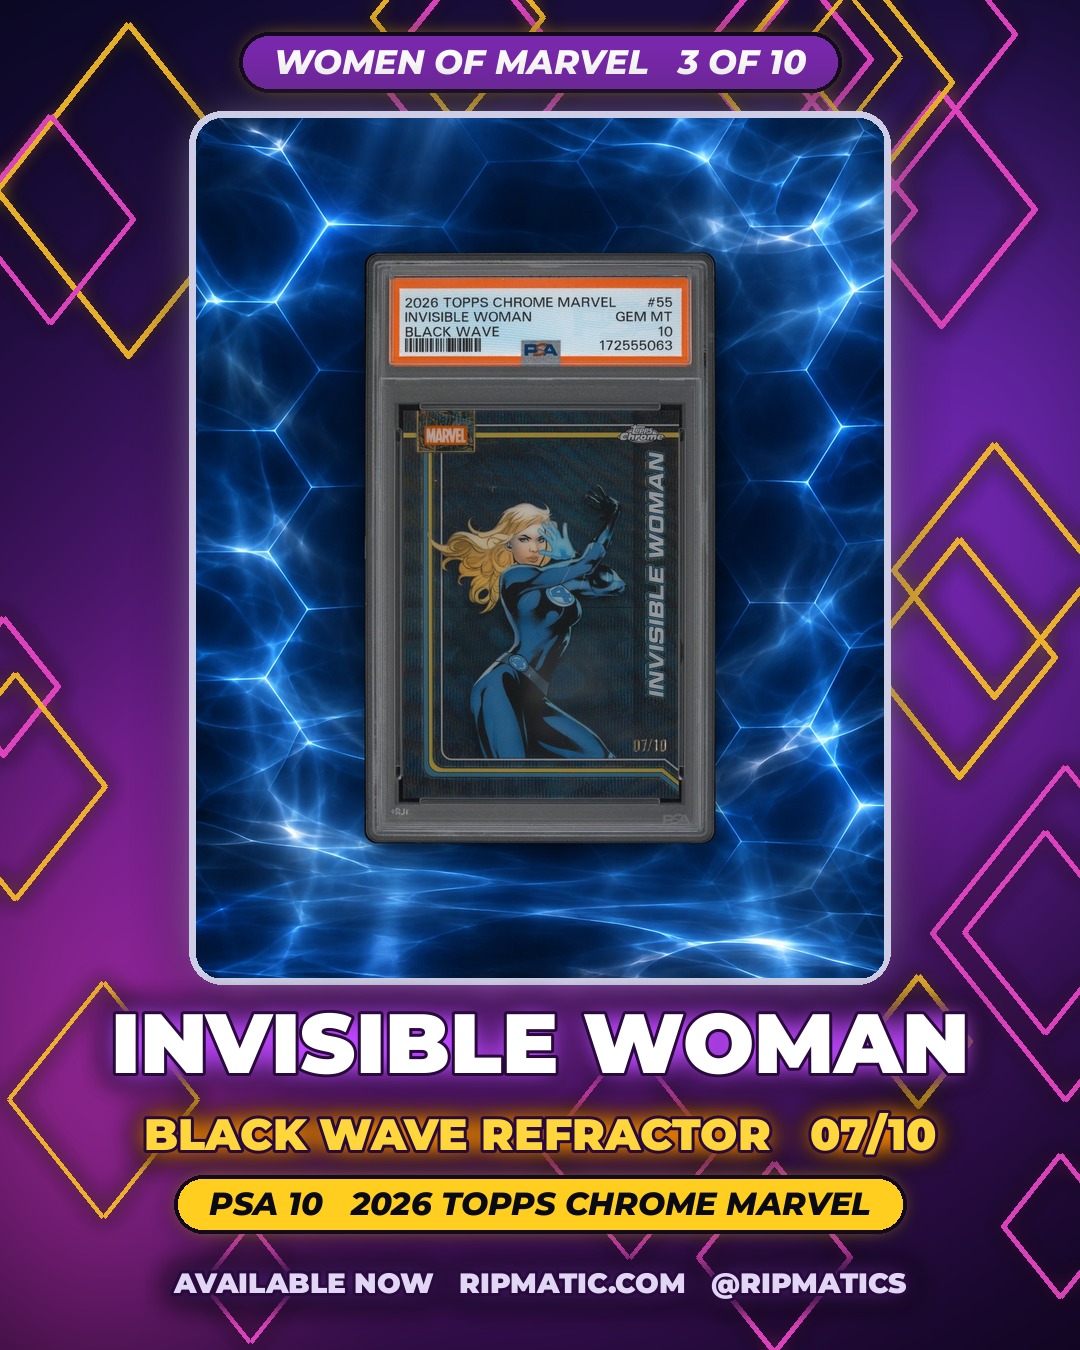 WOMEN OF MARVEL 3 OF 10
2026 TOPPS CHROME MARVEL #55
INVISIBLE WOMAN GEM MT
BLACK WAVE 10
PSA 172555063
MARVEL
Topps Chrome
INVISIBLE WOMAN
07/10
PSA
INVISIBLE WOMAN
BLACK WAVE REFRACTOR 07/10
PSA 10 2026 TOPPS CHROME MARVEL
AVAILABLE NOW RIPMATIC.COM @RIPMATICS